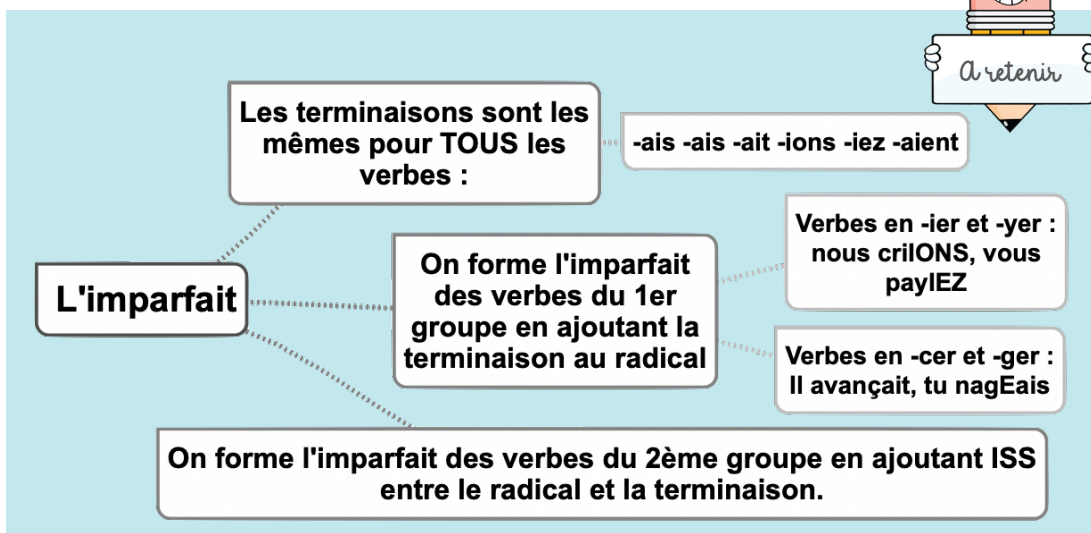 A retenir
Les terminaisons sont les
mêmes pour TOUS les
verbes :
-ais -ais -ait -ions -iez -aient
L'imparfait
On forme l'imparfait
des verbes du 1er
groupe en ajoutant la
terminaison au radical
Verbes en -ier et -yer :
nous criIONS, vous
payIEZ
Verbes en -cer et -ger :
Il avançait, tu nagEais
On forme l'imparfait des verbes du 2ème groupe en ajoutant ISS
entre le radical et la terminaison.